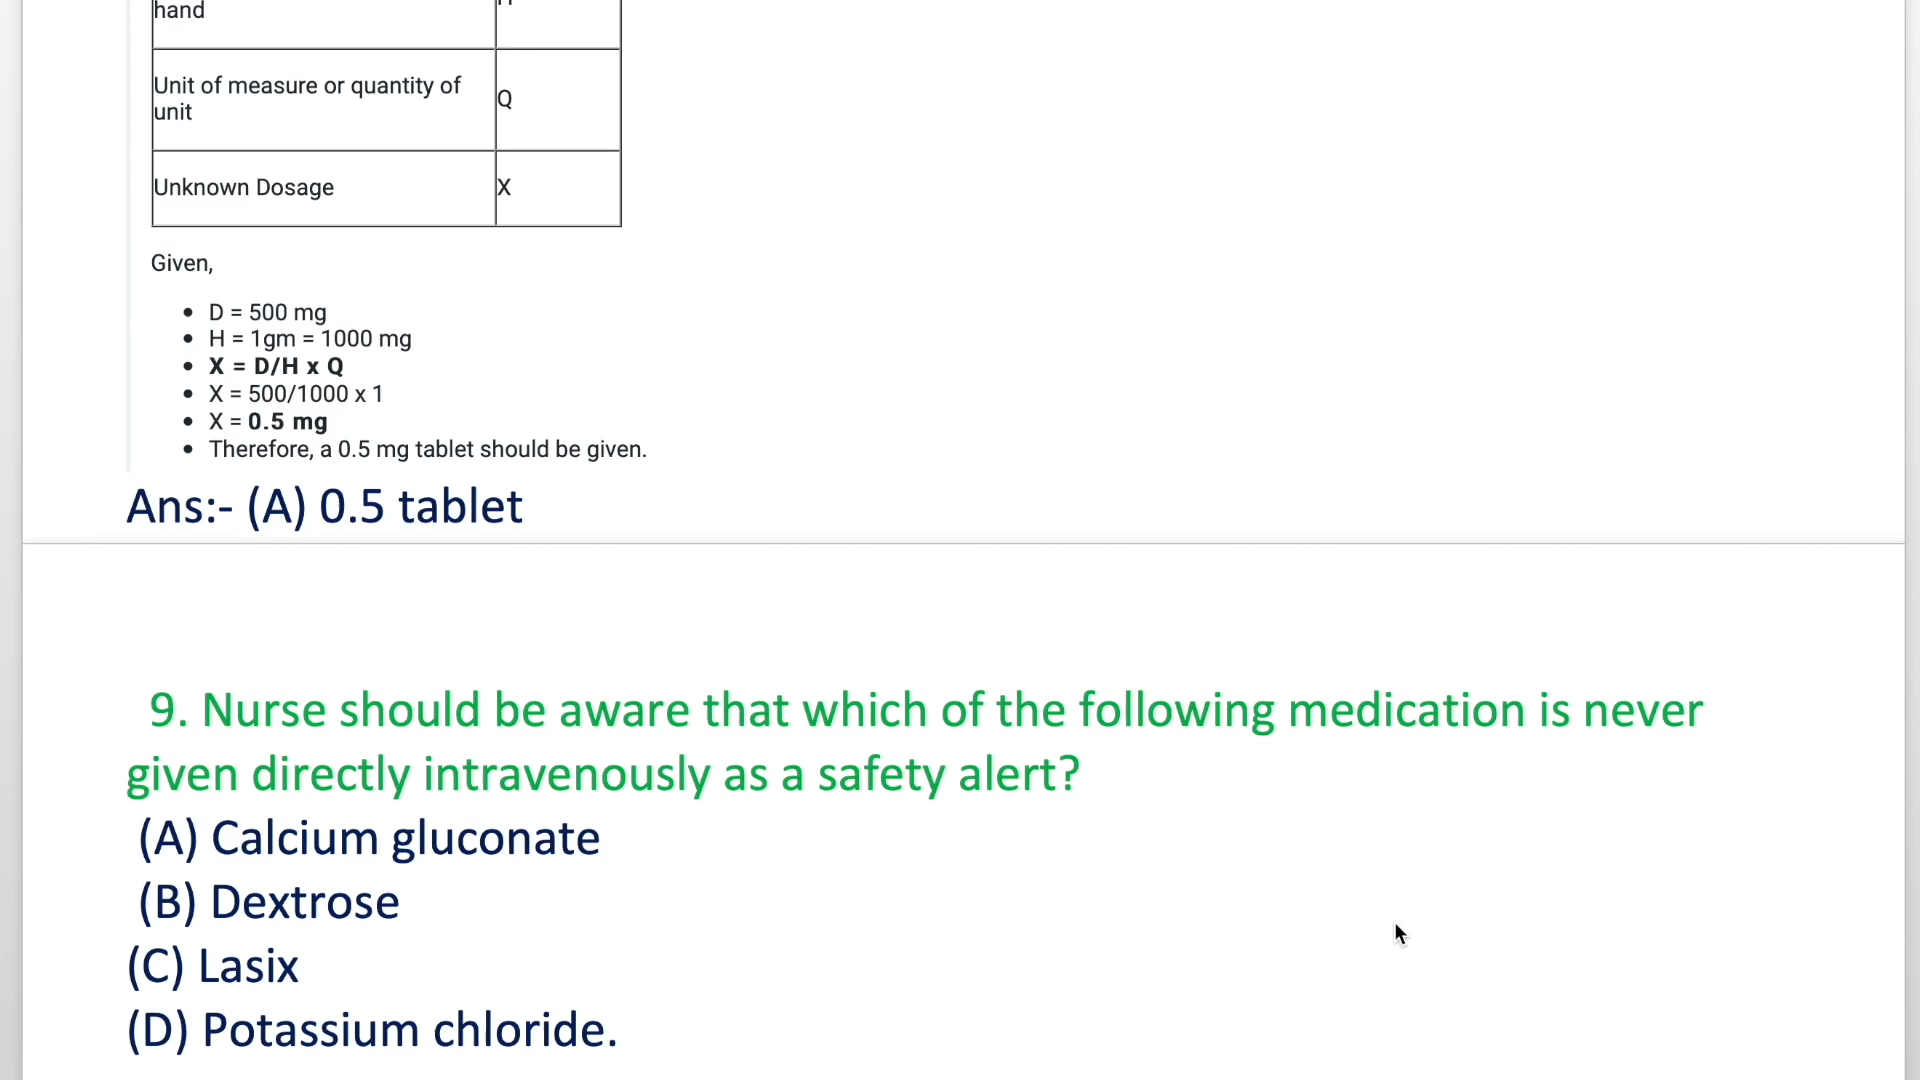 hand
Unit of measure or quantity of
unit
Q
Unknown Dosage
X
Given,
• D = 500 mg
• H = 1gm = 1000 mg
• X = D/H x Q
• X = 500/1000 x 1
• X = 0.5 mg
• Therefore, a 0.5 mg tablet should be given.
Ans:- (A) 0.5 tablet
9. Nurse should be aware that which of the following medication is never
given directly intravenously as a safety alert?
(A) Calcium gluconate
(B) Dextrose
(C) Lasix
(D) Potassium chloride.